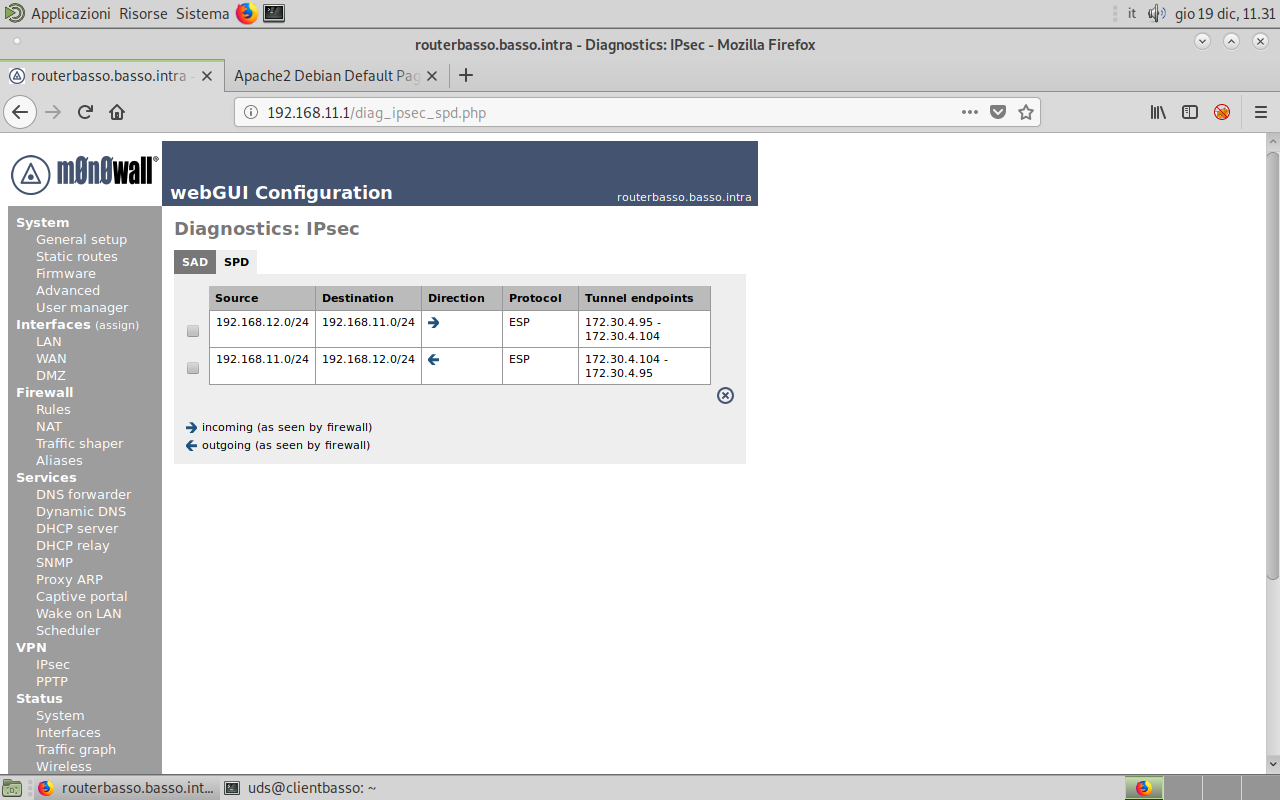 Applicazioni Risorse Sistema it gio 19 dic, 11.31
routerbasso.basso.intra - Diagnostics: IPsec - Mozilla Firefox
routerbasso.basso.intra - Apache2 Debian Default Pag
192.168.11.1/diag_ipsec_spd.php
m0n0wall®
webGUI Configuration routerbasso.basso.intra
System
General setup
Static routes
Firmware
Advanced
User manager
Interfaces (assign)
LAN
WAN
DMZ
Firewall
Rules
NAT
Traffic shaper
Aliases
Services
DNS forwarder
Dynamic DNS
DHCP server
DHCP relay
SNMP
Proxy ARP
Captive portal
Wake on LAN
Scheduler
VPN
IPsec
PPTP
Status
System
Interfaces
Traffic graph
Wireless
Diagnostics: IPsec
SAD SPD
Source Destination Direction Protocol Tunnel endpoints
192.168.12.0/24 192.168.11.0/24 ESP 172.30.4.95 -
172.30.4.104
192.168.11.0/24 192.168.12.0/24 ESP 172.30.4.104 -
172.30.4.95
incoming (as seen by firewall)
outgoing (as seen by firewall)
routerbasso.basso.int... uds@clientbasso: ~